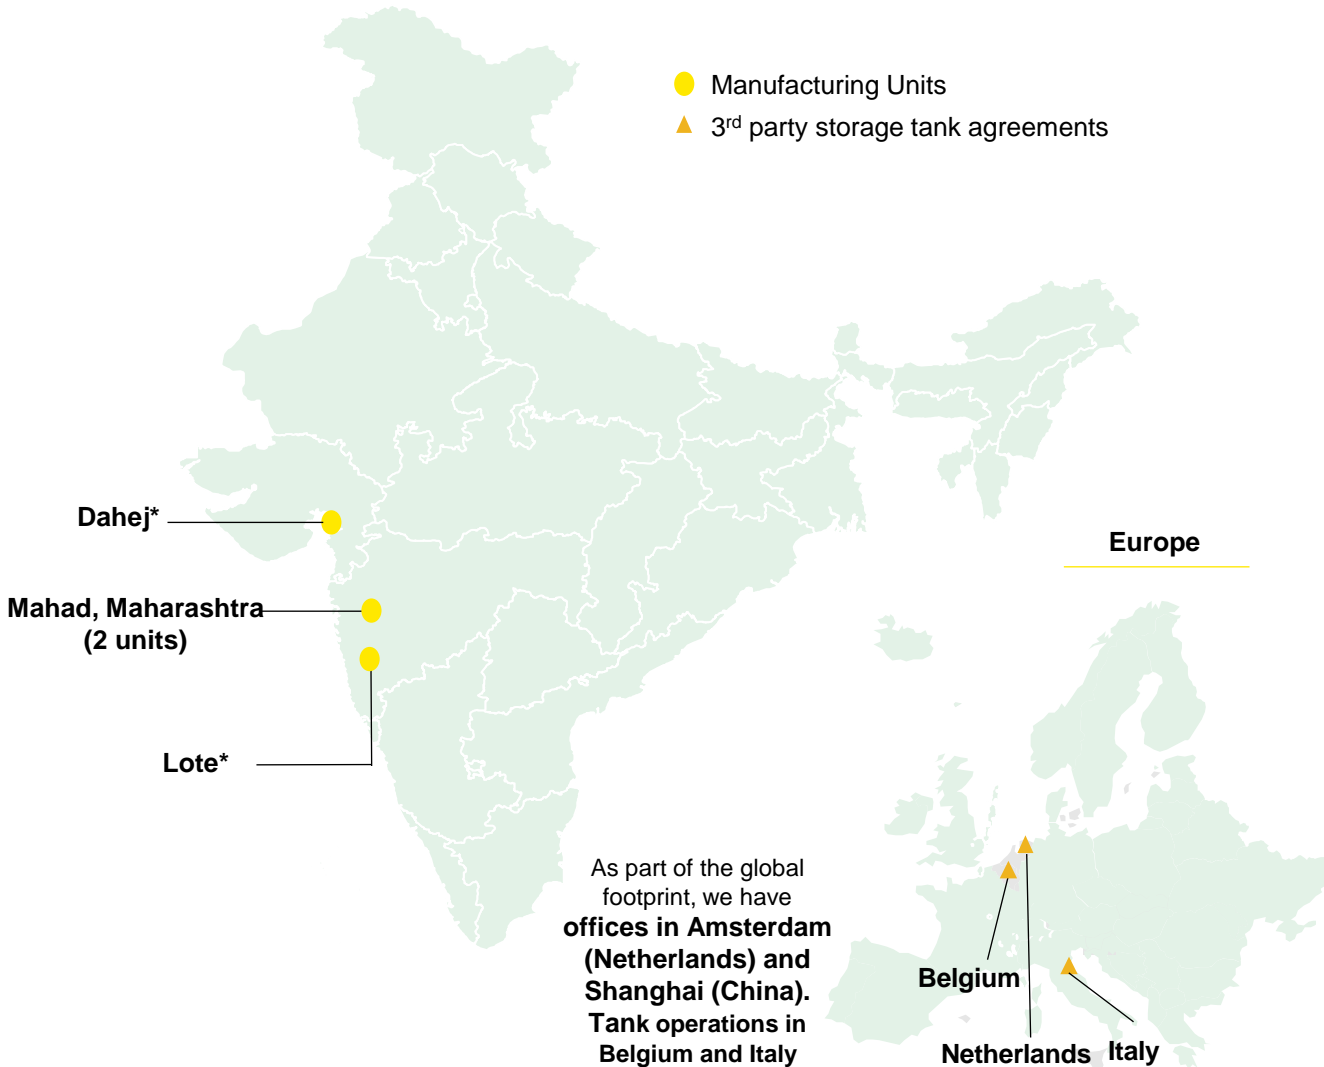 Manufacturing Units
3rd party storage tank agreements
Dahej*
Mahad, Maharashtra
(2 units)
Lote*
Europe
As part of the global
footprint, we have
offices in Amsterdam
(Netherlands) and
Shanghai (China).
Tank operations in
Belgium and Italy
Belgium
Netherlands
Italy